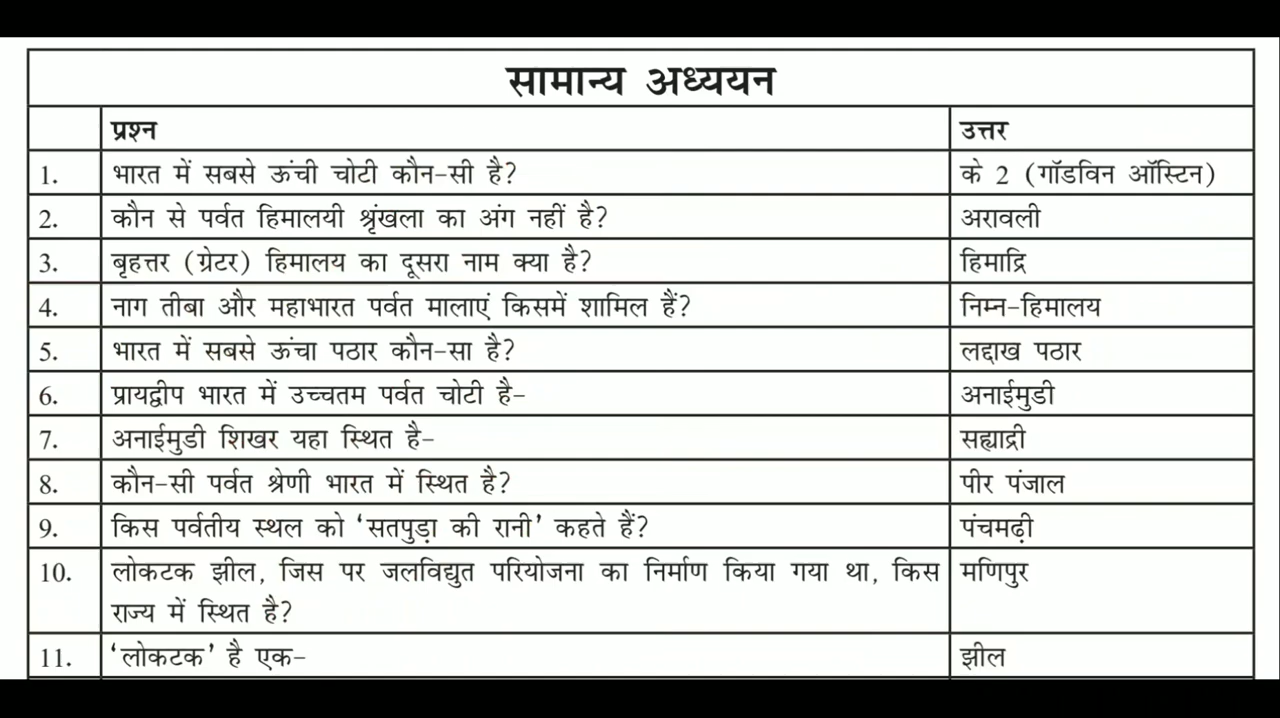 सामान्य अध्ययन
प्रश्न उत्तर
1. भारत में सबसे ऊंची चोटी कौन-सी है? के 2 (गॉडविन ऑस्टिन)
2. कौन से पर्वत हिमालयी श्रृंखला का अंग नहीं है? अरावली
3. बृहत्तर (ग्रेटर) हिमालय का दूसरा नाम क्या है? हिमाद्रि
4. नाग तीबा और महाभारत पर्वत मालाएं किसमें शामिल हैं? निम्न-हिमालय
5. भारत में सबसे ऊंचा पठार कौन-सा है? लद्दाख पठार
6. प्रायद्वीप भारत में उच्चतम पर्वत चोटी है- अनाईमुडी
7. अनाईमुडी शिखर यहा स्थित है- सह्याद्री
8. कौन-सी पर्वत श्रेणी भारत में स्थित है? पीर पंजाल
9. किस पर्वतीय स्थल को ‘सतपुड़ा की रानी’ कहते हैं? पंचमढ़ी
10. लोकटक झील, जिस पर जलविद्युत परियोजना का निर्माण किया गया था, किस मणिपुर
राज्य में स्थित है?
11. ‘लोकटक’ है एक- झील